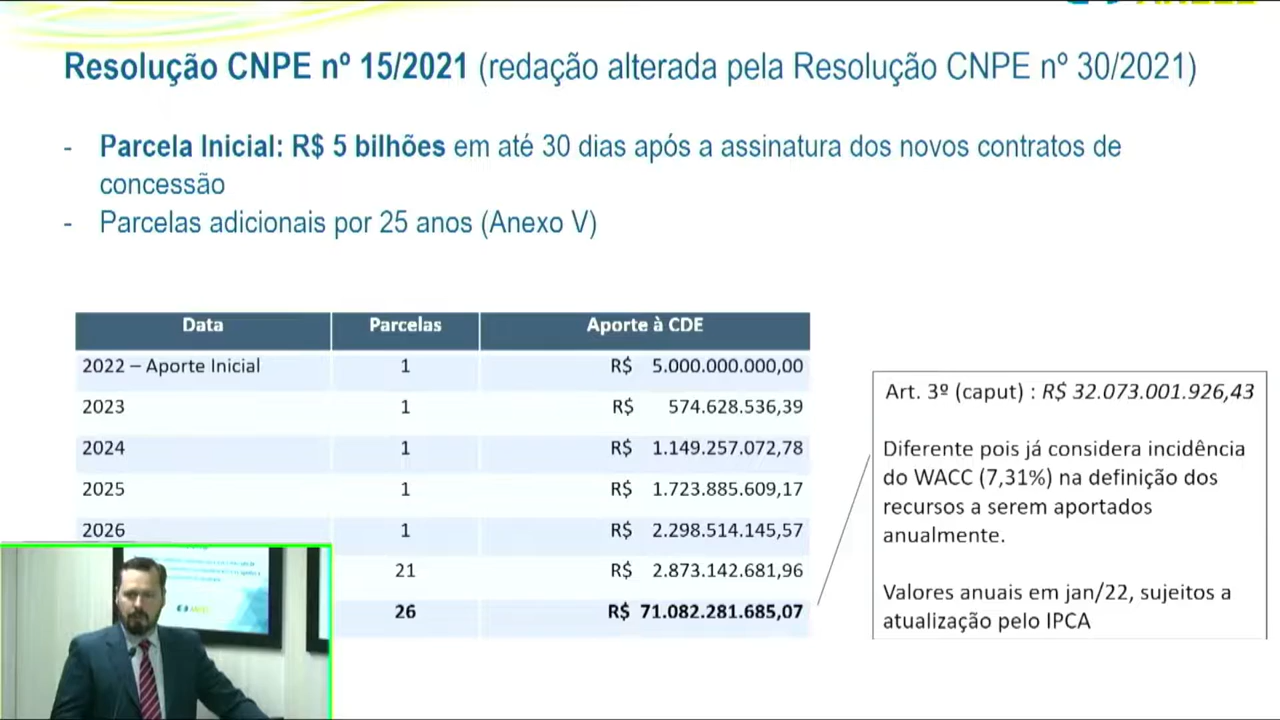 Resolução CNPE nº 15/2021 (redação alterada pela Resolução CNPE nº 30/2021)
- Parcela Inicial: R$ 5 bilhões em até 30 dias após a assinatura dos novos contratos de
concessão
- Parcelas adicionais por 25 anos (Anexo V)
Data Parcelas Aporte à CDE
2022 – Aporte Inicial 1 R$ 5.000.000.000,00
2023 1 R$ 574.628.536,39
2024 1 R$ 1.149.257.072,78
2025 1 R$ 1.723.885.609,17
2026 1 R$ 2.298.514.145,57
21 R$ 2.873.142.681,96
26 R$ 71.082.281.685,07
Art. 3º (caput) : R$ 32.073.001.926,43
Diferente pois já considera incidência
do WACC (7,31%) na definição dos
recursos a serem aportados
anualmente.
Valores anuais em jan/22, sujeitos a
atualização pelo IPCA